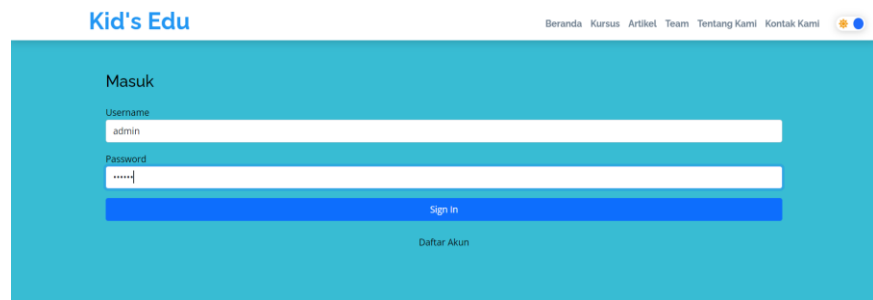 Kid's Edu
Beranda Kursus Artikel Team Tentang Kami Kontak Kami
Masuk
Username
admin
Password
••••••
Sign In
Daftar Akun